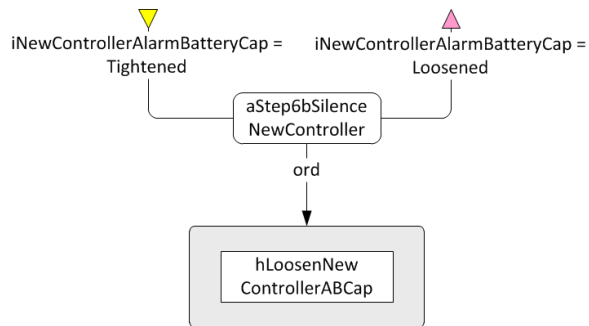 iNewControllerAlarmBatteryCap =
Tightened
iNewControllerAlarmBatteryCap =
Loosened
aStep6bSilence
NewController
ord
hLoosenNew
ControllerABCap